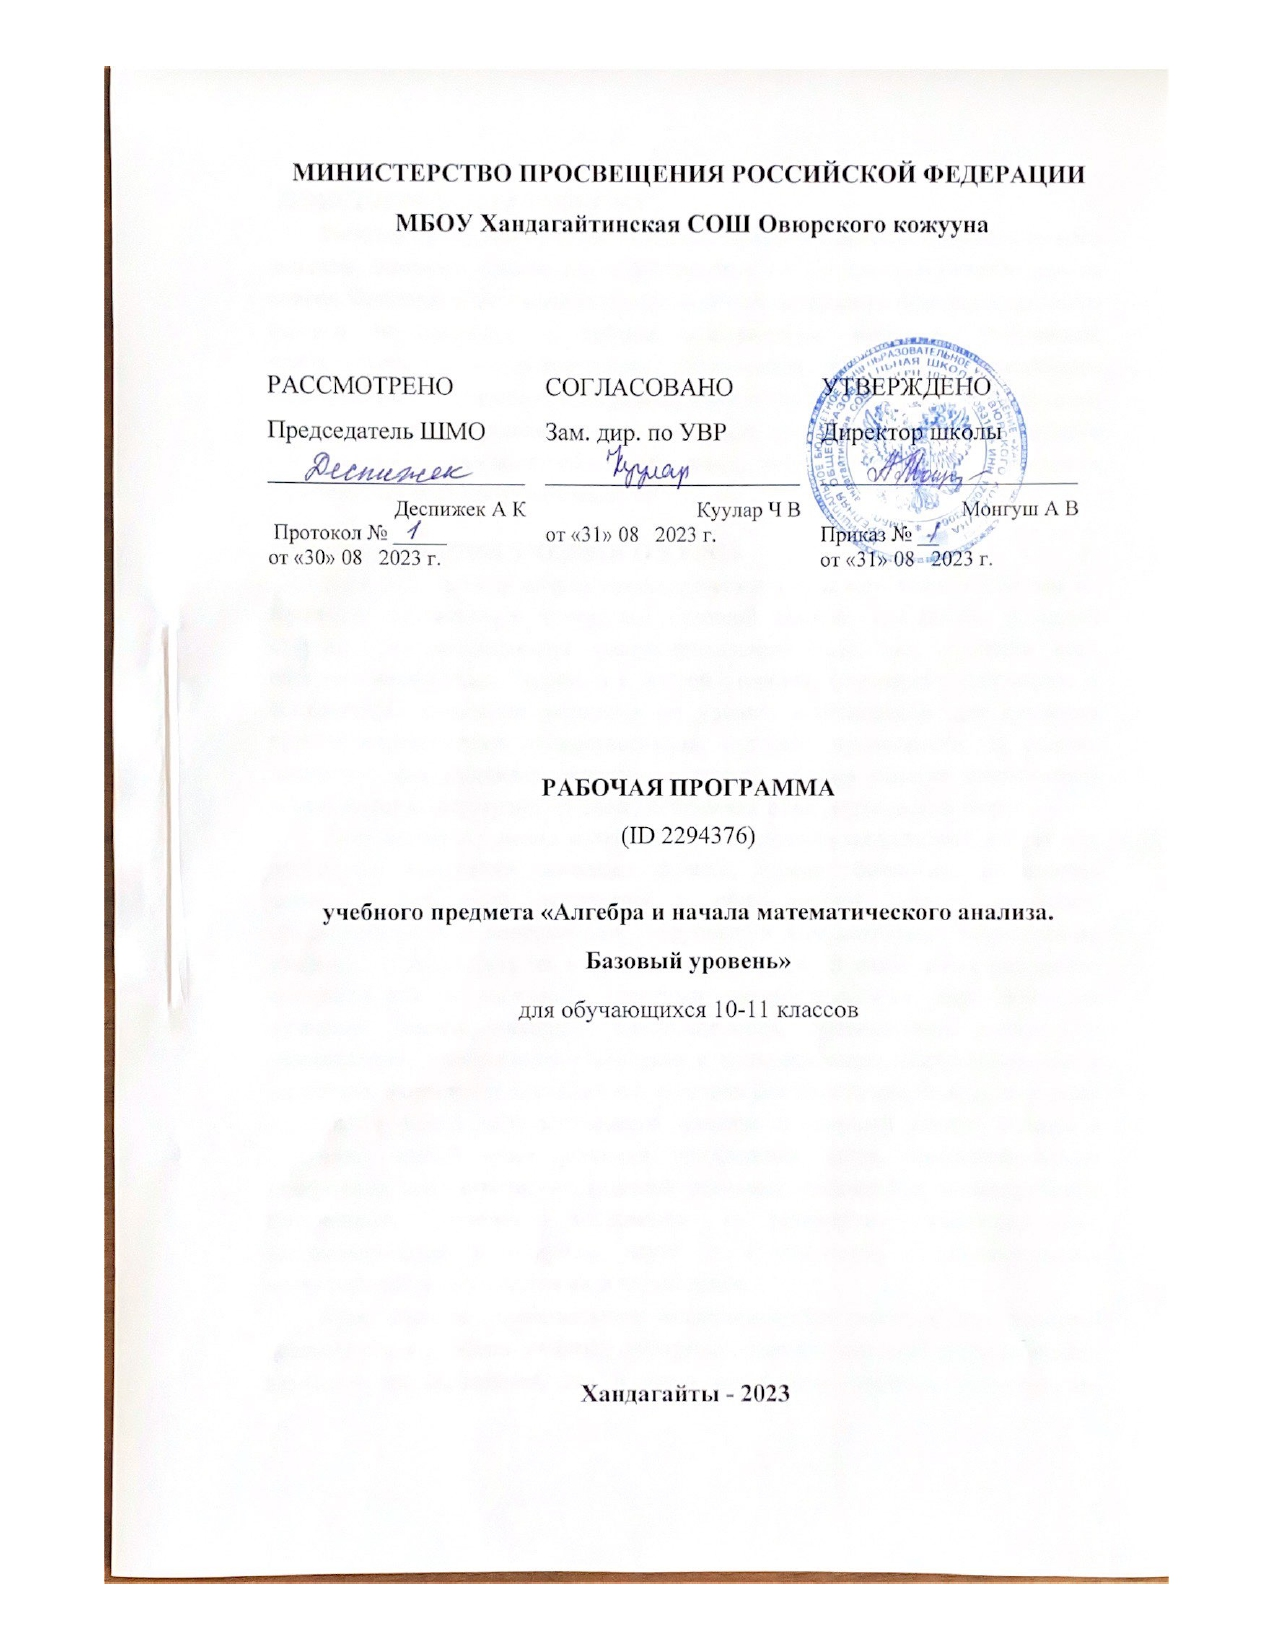 МИНИСТЕРСТВО ПРОСВЕЩЕНИЯ РОССИЙСКОЙ ФЕДЕРАЦИИ
МБОУ Хандагайтинская СОШ Овюрского кожууна
РАССМОТРЕНО
Председатель ШМО
Деспижек
Деспижек А К
Протокол № 1
от «30» 08 2023 г.
СОГЛАСОВАНО
Зам. дир. по УВР
Куулар
Куулар Ч В
от «31» 08 2023 г.
УТВЕРЖДЕНО
Директор школы
Монгуш А В
Приказ № 1
от «31» 08 2023 г.
РАБОЧАЯ ПРОГРАММА
(ID 2294376)
учебного предмета «Алгебра и начала математического анализа.
Базовый уровень»
для обучающихся 10-11 классов
Хандагайты - 2023